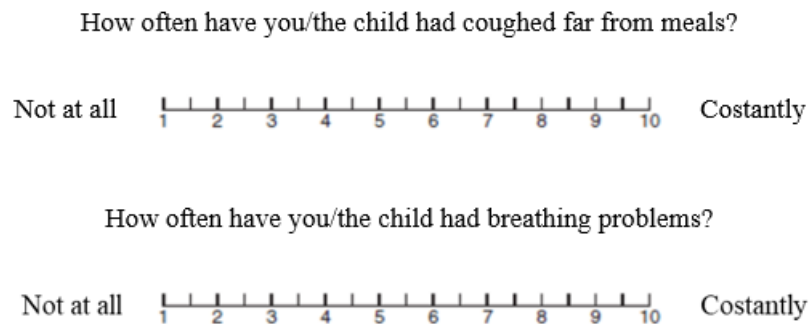 How often have you/the child had coughed far from meals?
Not at all 1 2 3 4 5 6 7 8 9 10 Costantly
How often have you/the child had breathing problems?
Not at all 1 2 3 4 5 6 7 8 9 10 Costantly